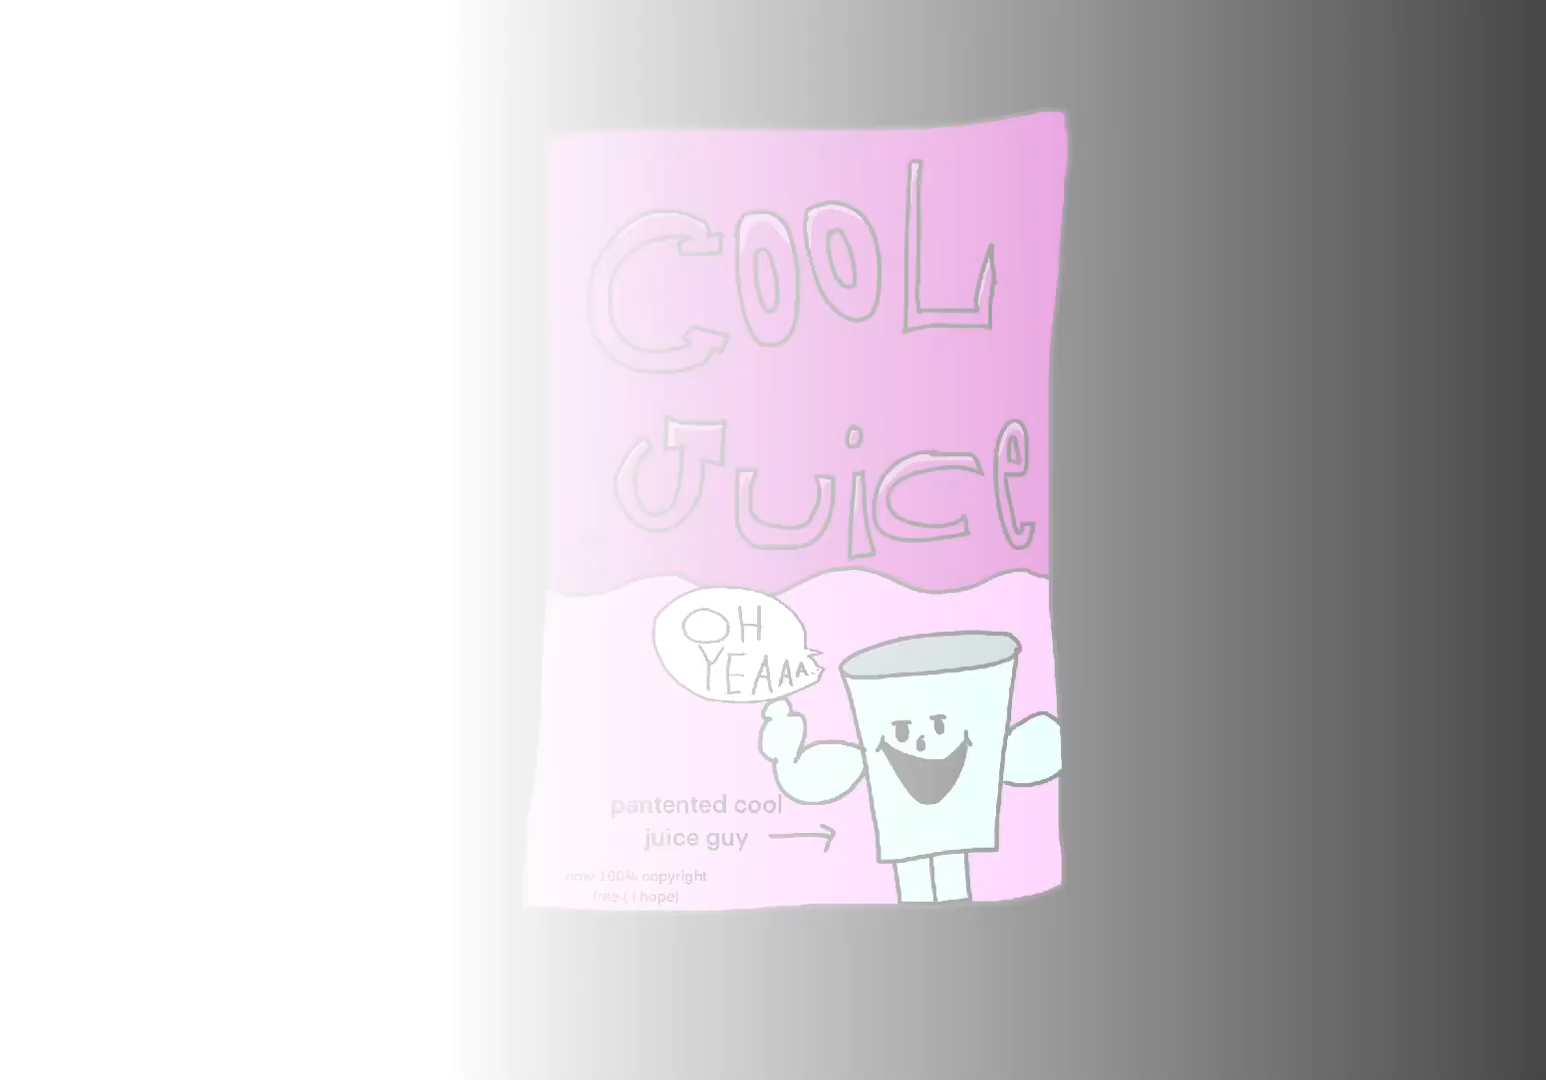 COOL
Juice
OH
YEAAA.
pantented cool
juice guy
now 100% copyright
free ( i hope)